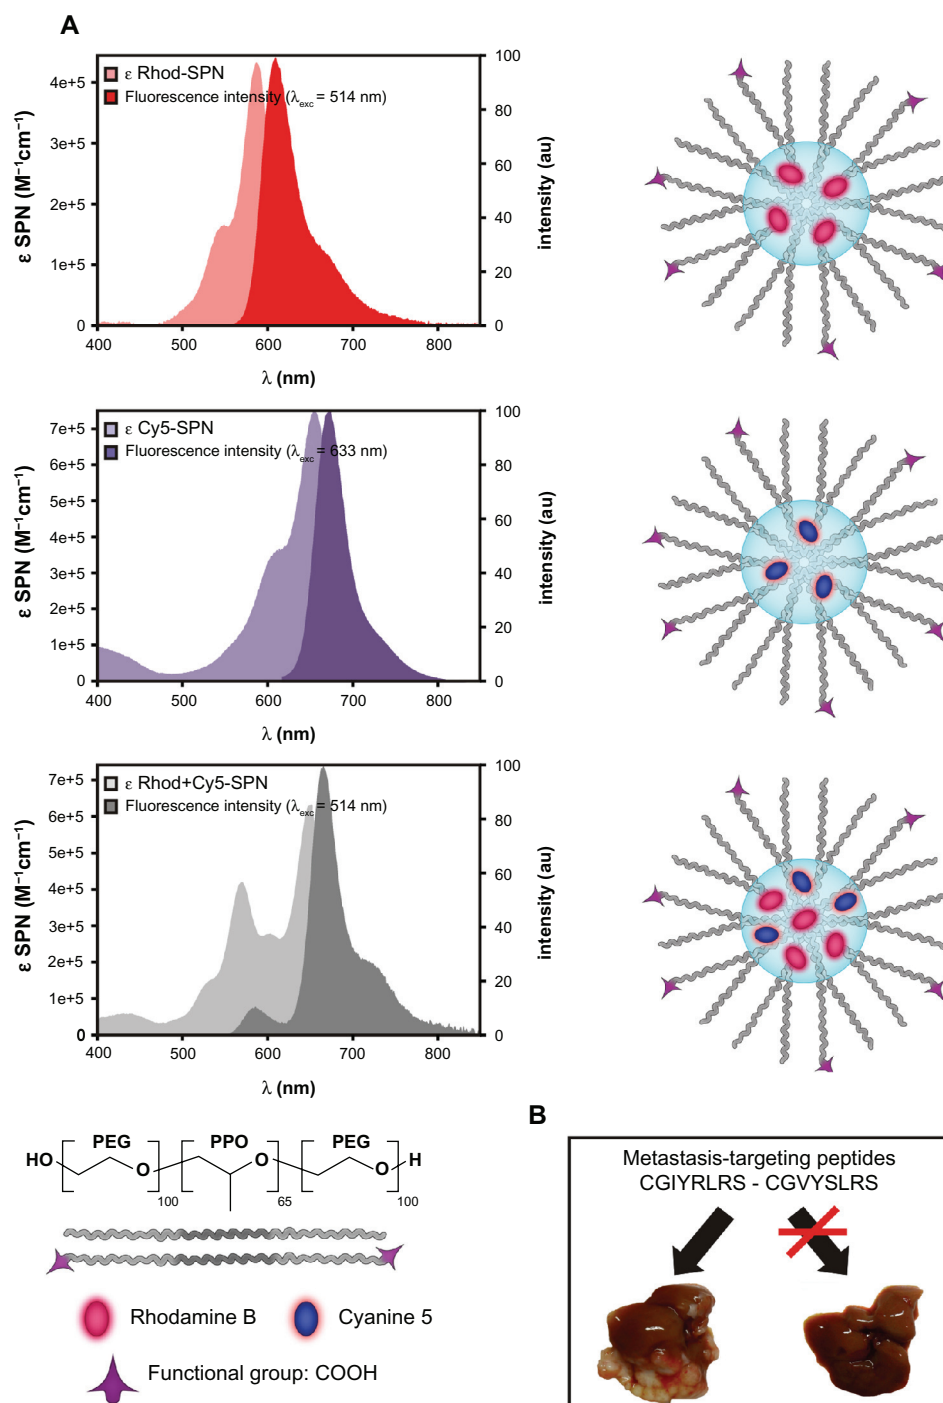 A
ε Rhod-SPN
Fluorescence intensity (λexc = 514 nm)
ε SPN (M⁻¹cm⁻¹)
4e+5
3e+5
2e+5
1e+5
0
100
80
60
40
20
0
intensity (au)
400 500 600 700 800
λ (nm)
ε Cy5-SPN
Fluorescence intensity (λexc = 633 nm)
ε SPN (M⁻¹cm⁻¹)
7e+5
6e+5
5e+5
4e+5
3e+5
2e+5
1e+5
0
100
80
60
40
20
0
intensity (au)
400 500 600 700 800
λ (nm)
ε Rhod+Cy5-SPN
Fluorescence intensity (λexc = 514 nm)
ε SPN (M⁻¹cm⁻¹)
7e+5
6e+5
5e+5
4e+5
3e+5
2e+5
1e+5
0
100
80
60
40
20
0
intensity (au)
400 500 600 700 800
λ (nm)
PEG PPO PEG
HO O O O H
100 65 100
Rhodamine B Cyanine 5
Functional group: COOH
B
Metastasis-targeting peptides
CGIYRLRS - CGVYSLRS